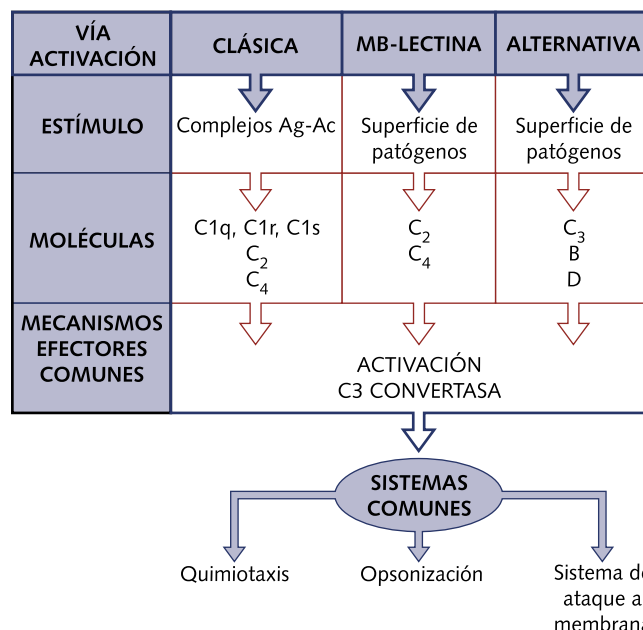 VÍA
ACTIVACIÓN
CLÁSICA
MB-LECTINA
ALTERNATIVA
ESTÍMULO
Complejos Ag-Ac
Superficie de
patógenos
Superficie de
patógenos
MOLÉCULAS
C1q, C1r, C1s
C2
C4
C2
C4
C3
B
D
MECANISMOS
EFECTORES
COMUNES
ACTIVACIÓN
C3 CONVERTASA
SISTEMAS
COMUNES
Quimiotaxis
Opsonización
Sistema de
ataque a
membrana